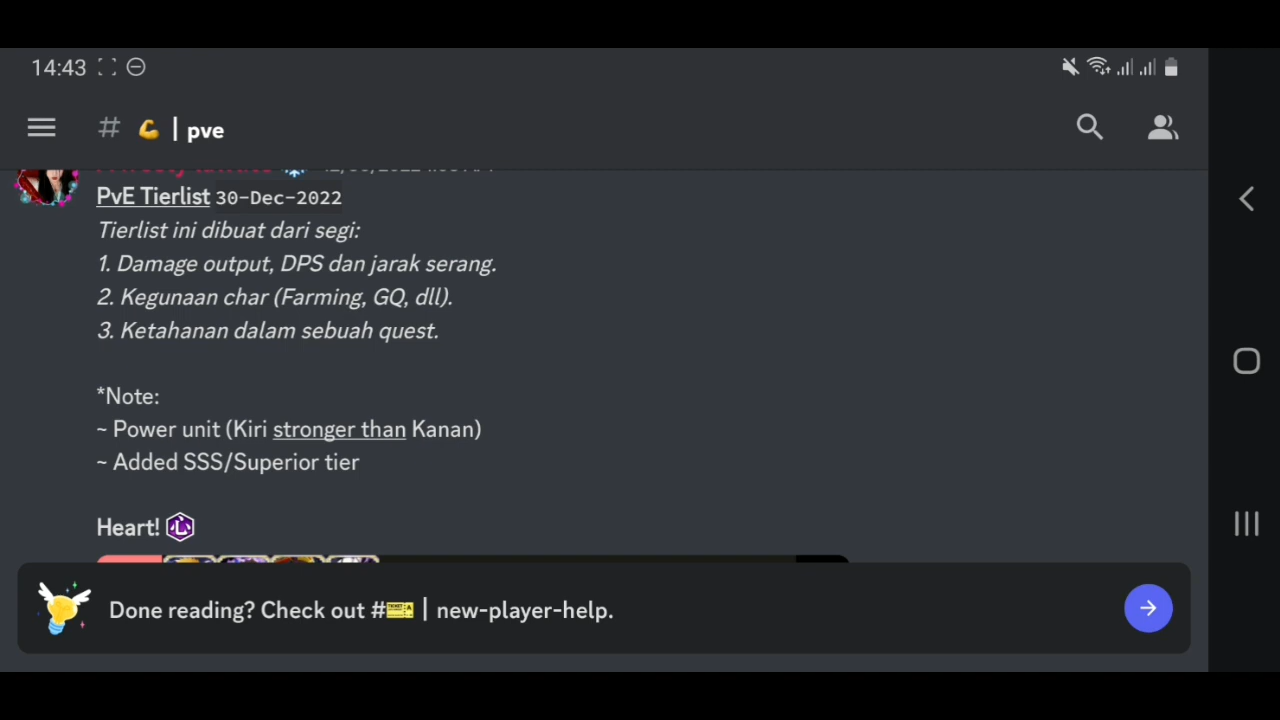 14:43
# 💪 | pve
PvE Tierlist 30-Dec-2022
Tierlist ini dibuat dari segi:
1. Damage output, DPS dan jarak serang.
2. Kegunaan char (Farming, GQ, dll).
3. Ketahanan dalam sebuah quest.
*Note:
~ Power unit (Kiri stronger than Kanan)
~ Added SSS/Superior tier
Heart! L
Done reading? Check out #🎫 | new-player-help.